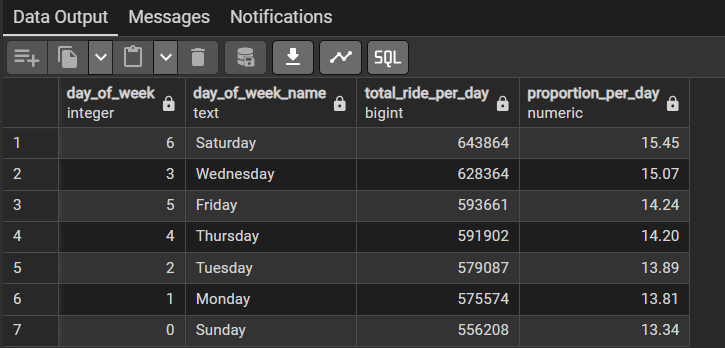 Data Output Messages Notifications
SQL
day_of_week day_of_week_name total_ride_per_day proportion_per_day
integer text bigint numeric
1 6 Saturday 643864 15.45
2 3 Wednesday 628364 15.07
3 5 Friday 593661 14.24
4 4 Thursday 591902 14.20
5 2 Tuesday 579087 13.89
6 1 Monday 575574 13.81
7 0 Sunday 556208 13.34